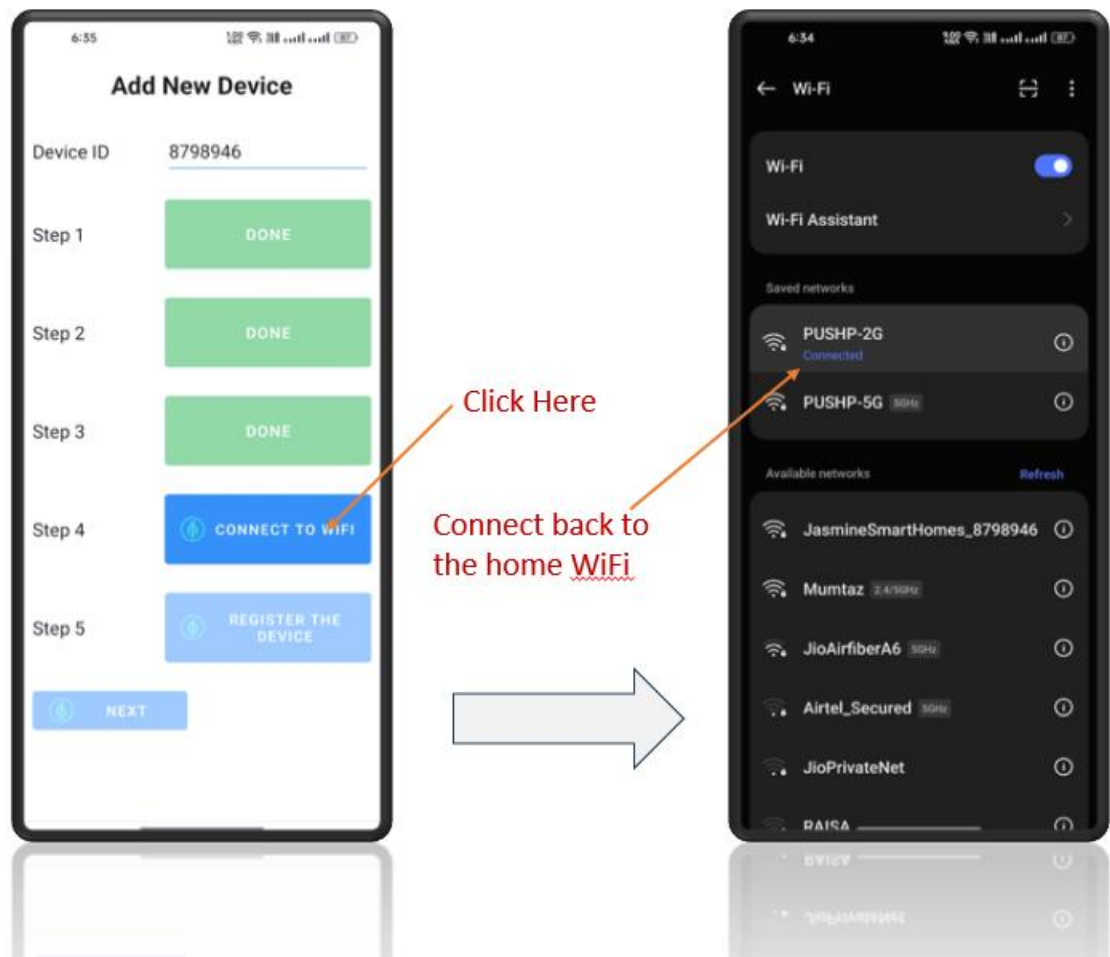 6:35
Add New Device
Device ID 8798946
Step 1 DONE
Step 2 DONE
Step 3 DONE
Step 4 CONNECT TO WIFI
Step 5 REGISTER THE
DEVICE
NEXT
Click Here
Connect back to
the home WiFi
6:34
Wi-Fi
Wi-Fi
Wi-Fi Assistant
Saved networks
PUSHP-2G
Connected
PUSHP-5G 5GHz
Available networks Refresh
JasmineSmartHomes_8798946
Mumtaz 2.4/5GHz
JioAirfiberA6 5GHz
Airtel_Secured 5GHz
JioPrivateNet
RAISA